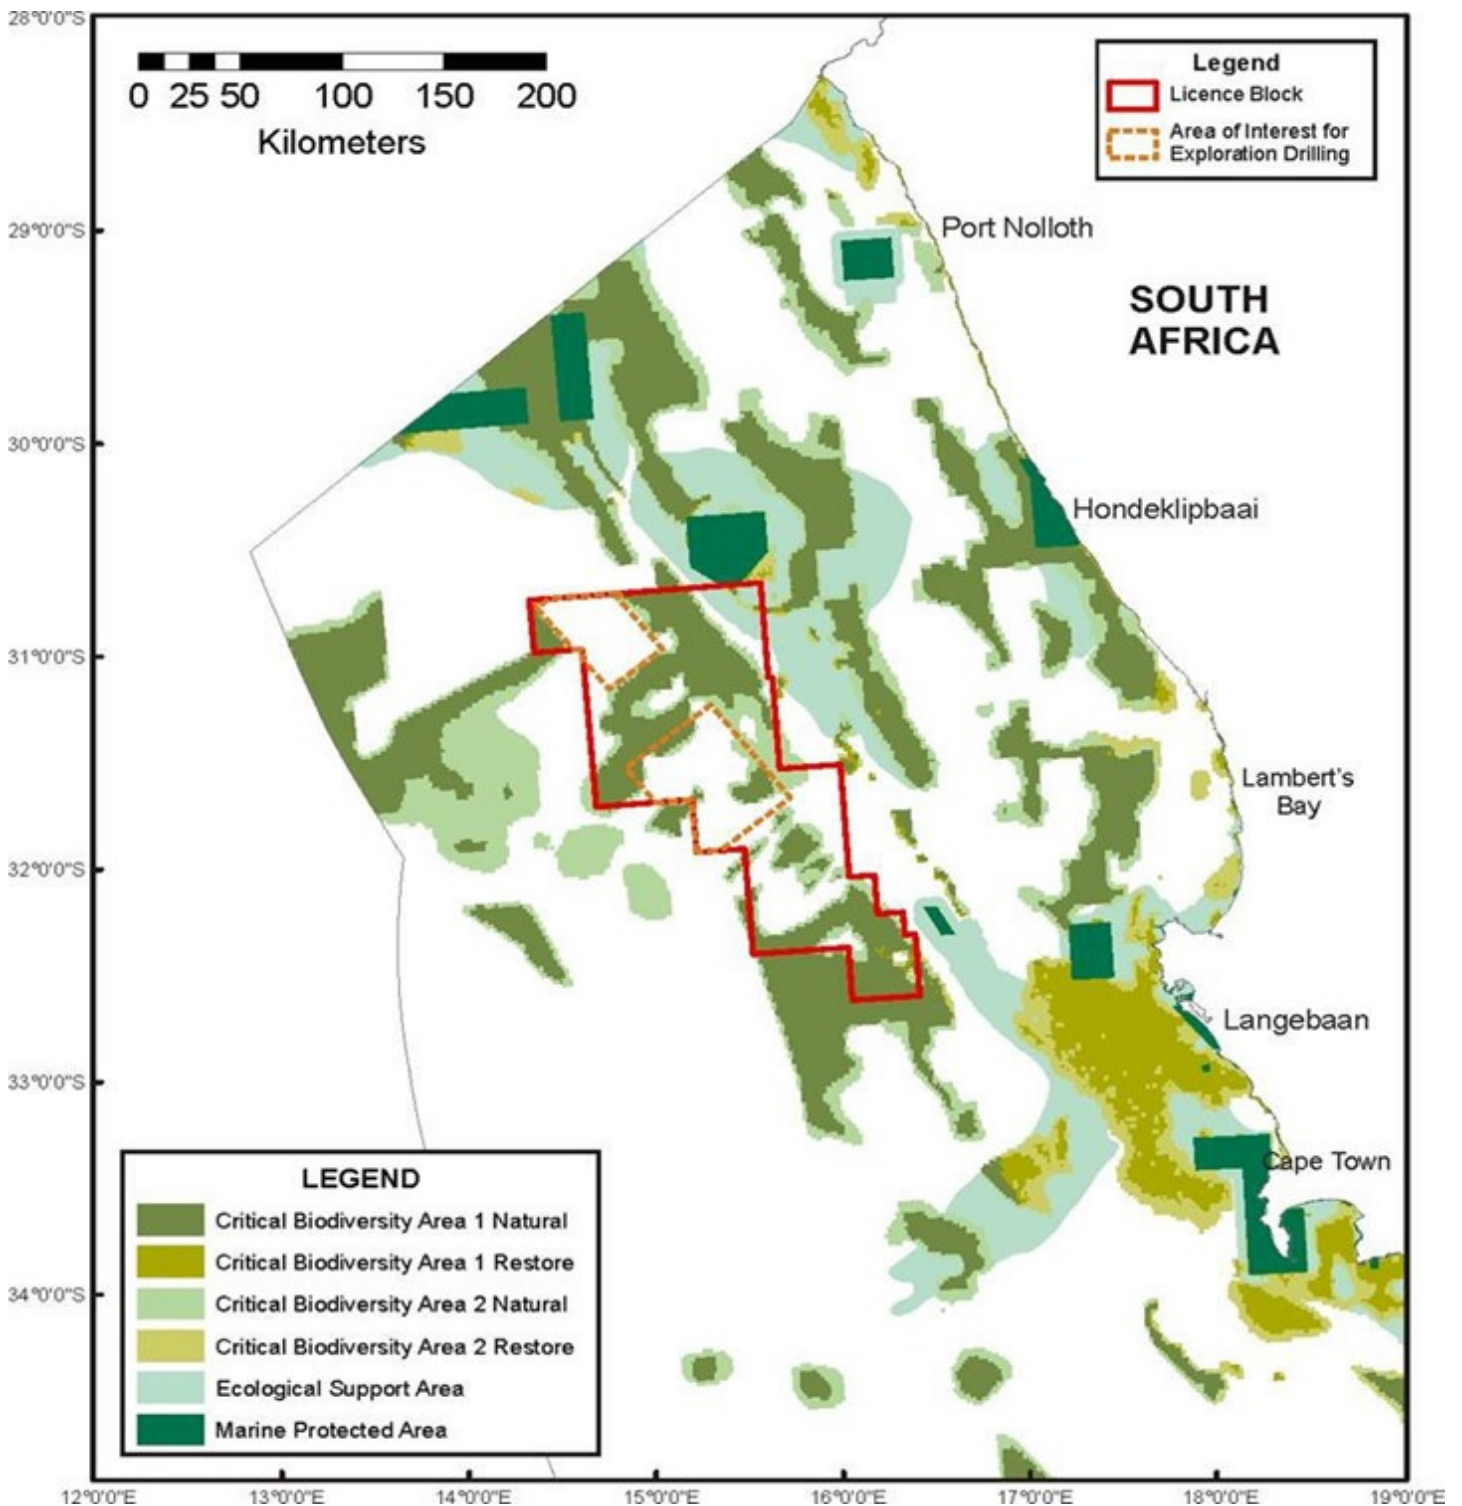 28°0'0"S
0 25 50 100 150 200
Kilometers
Legend
Licence Block
Area of Interest for
Exploration Drilling
29°0'0"S
Port Nolloth
SOUTH
AFRICA
30°0'0"S
Hondeklipbaai
31°0'0"S
Lambert's
Bay
32°0'0"S
Langebaan
33°0'0"S
Cape Town
LEGEND
Critical Biodiversity Area 1 Natural
Critical Biodiversity Area 1 Restore
Critical Biodiversity Area 2 Natural
Critical Biodiversity Area 2 Restore
Ecological Support Area
Marine Protected Area
34°0'0"S
12°0'0"E 13°0'0"E 14°0'0"E 15°0'0"E 16°0'0"E 17°0'0"E 18°0'0"E 19°0'0"E